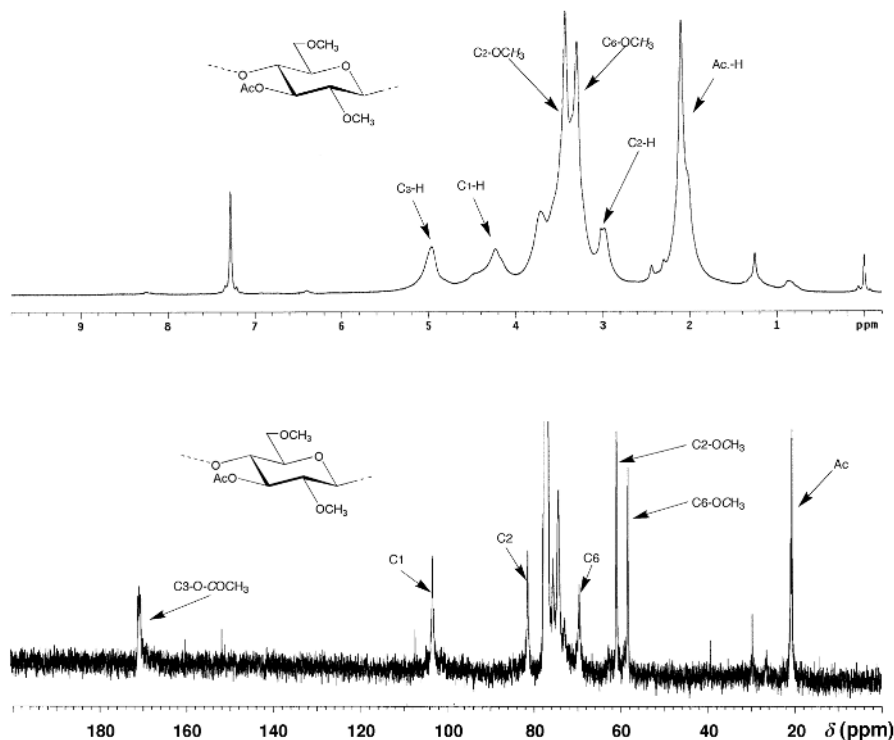 OCH3
O
O
AcO
OCH3
C2-OCH3
C6-OCH3
Ac.-H
C2-H
C3-H
C1-H
9 8 7 6 5 4 3 2 1 ppm
OCH3
O
O
AcO
OCH3
C2-OCH3
Ac
C6-OCH3
C2
C6
C1
C3-O-COCH3
180 160 140 120 100 80 60 40 20 δ (ppm)